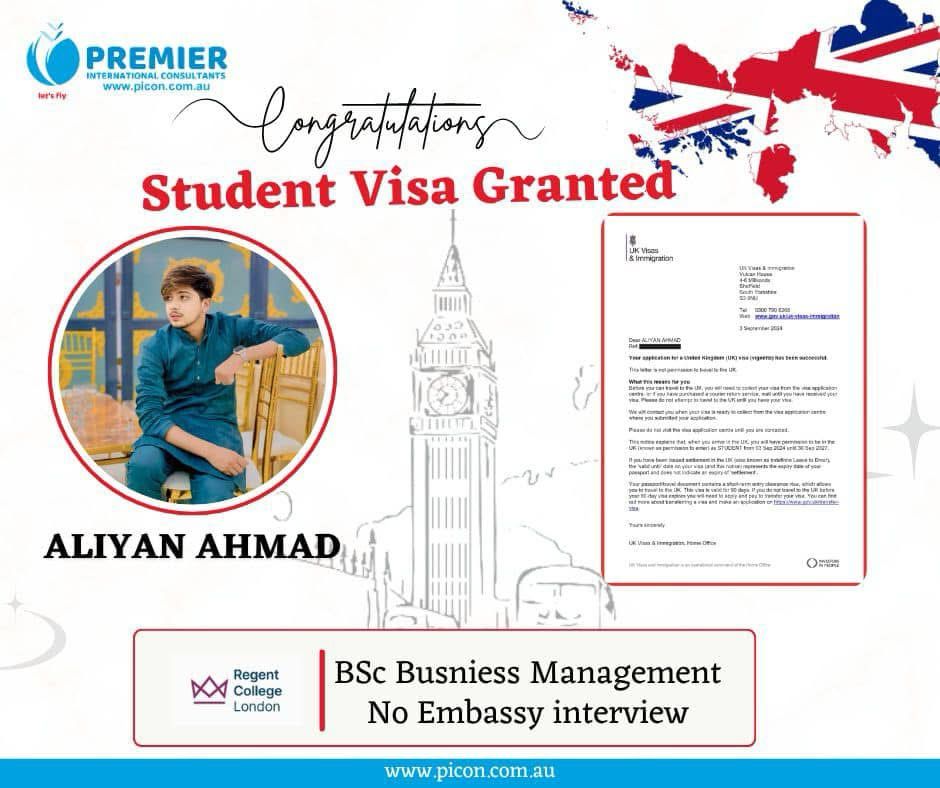 PREMIER
INTERNATIONAL CONSULTANTS
www.picon.com.au
let's fly
Congratulations
Student Visa Granted
UK Visas
& Immigration
UK Visas & Immigration
Vulcan House
4-6 Millsands
Sheffield
South Yorkshire
S3 8NU
Tel
Web www.gov.uk/uk-visas-immigration
3 September 2024
Dear ALIYAN AHMAD
Ref
Your application for a United Kingdom (UK) visa (vignette) has been successful.
This letter is not permission to travel to the UK.
What this means for you
Before you can travel to the UK, you will need to collect your visa from the visa application
centre, or if you have purchased a courier return service, wait until you have received your
visa. Please do not attempt to travel to the UK until you have your visa.
We will contact you when your visa is ready to collect from the visa application centre
where you submitted your application.
Please do not visit the visa application centre until you are contacted.
This notice explains that, when you arrive in the UK, you will have permission to be in the
UK (known as permission to enter) as STUDENT from 03 Sep 2024 until 30 Sep 2027.
If you have been issued settlement in the UK (also known as Indefinite Leave to Enter),
the 'valid until' date on your visa (and this notice) represents the expiry date of your
passport and does not indicate an expiry of 'settlement'.
Your passport/travel document contains a short-term entry clearance visa, which allows
you to travel to the UK. This visa is valid for 90 days. If you do not travel to the UK before
your 90 day visa expires you will need to apply and pay to transfer your visa. You can find
out more about transferring a visa and make an application on https://www.gov.uk/transfer-
visa.
Yours sincerely
UK Visas & Immigration, Home Office
UK Visas and Immigration is an operational command of the Home Office
INVESTORS
IN PEOPLE
ALIYAN AHMAD
Regent
College
London
BSc Busniess Management
No Embassy interview
www.picon.com.au